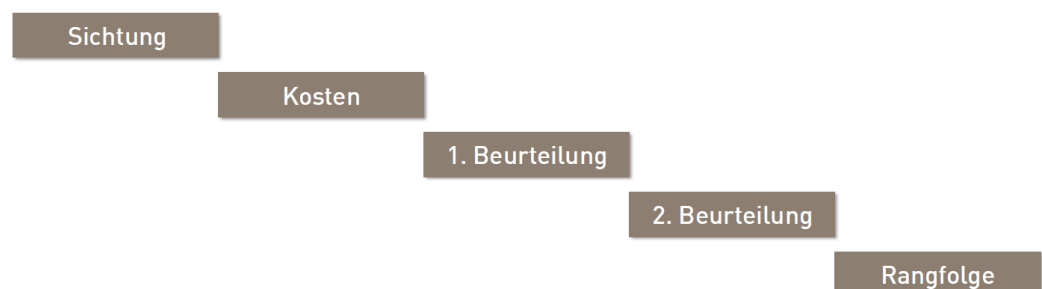 Sichtung
Kosten
1. Beurteilung
2. Beurteilung
Rangfolge